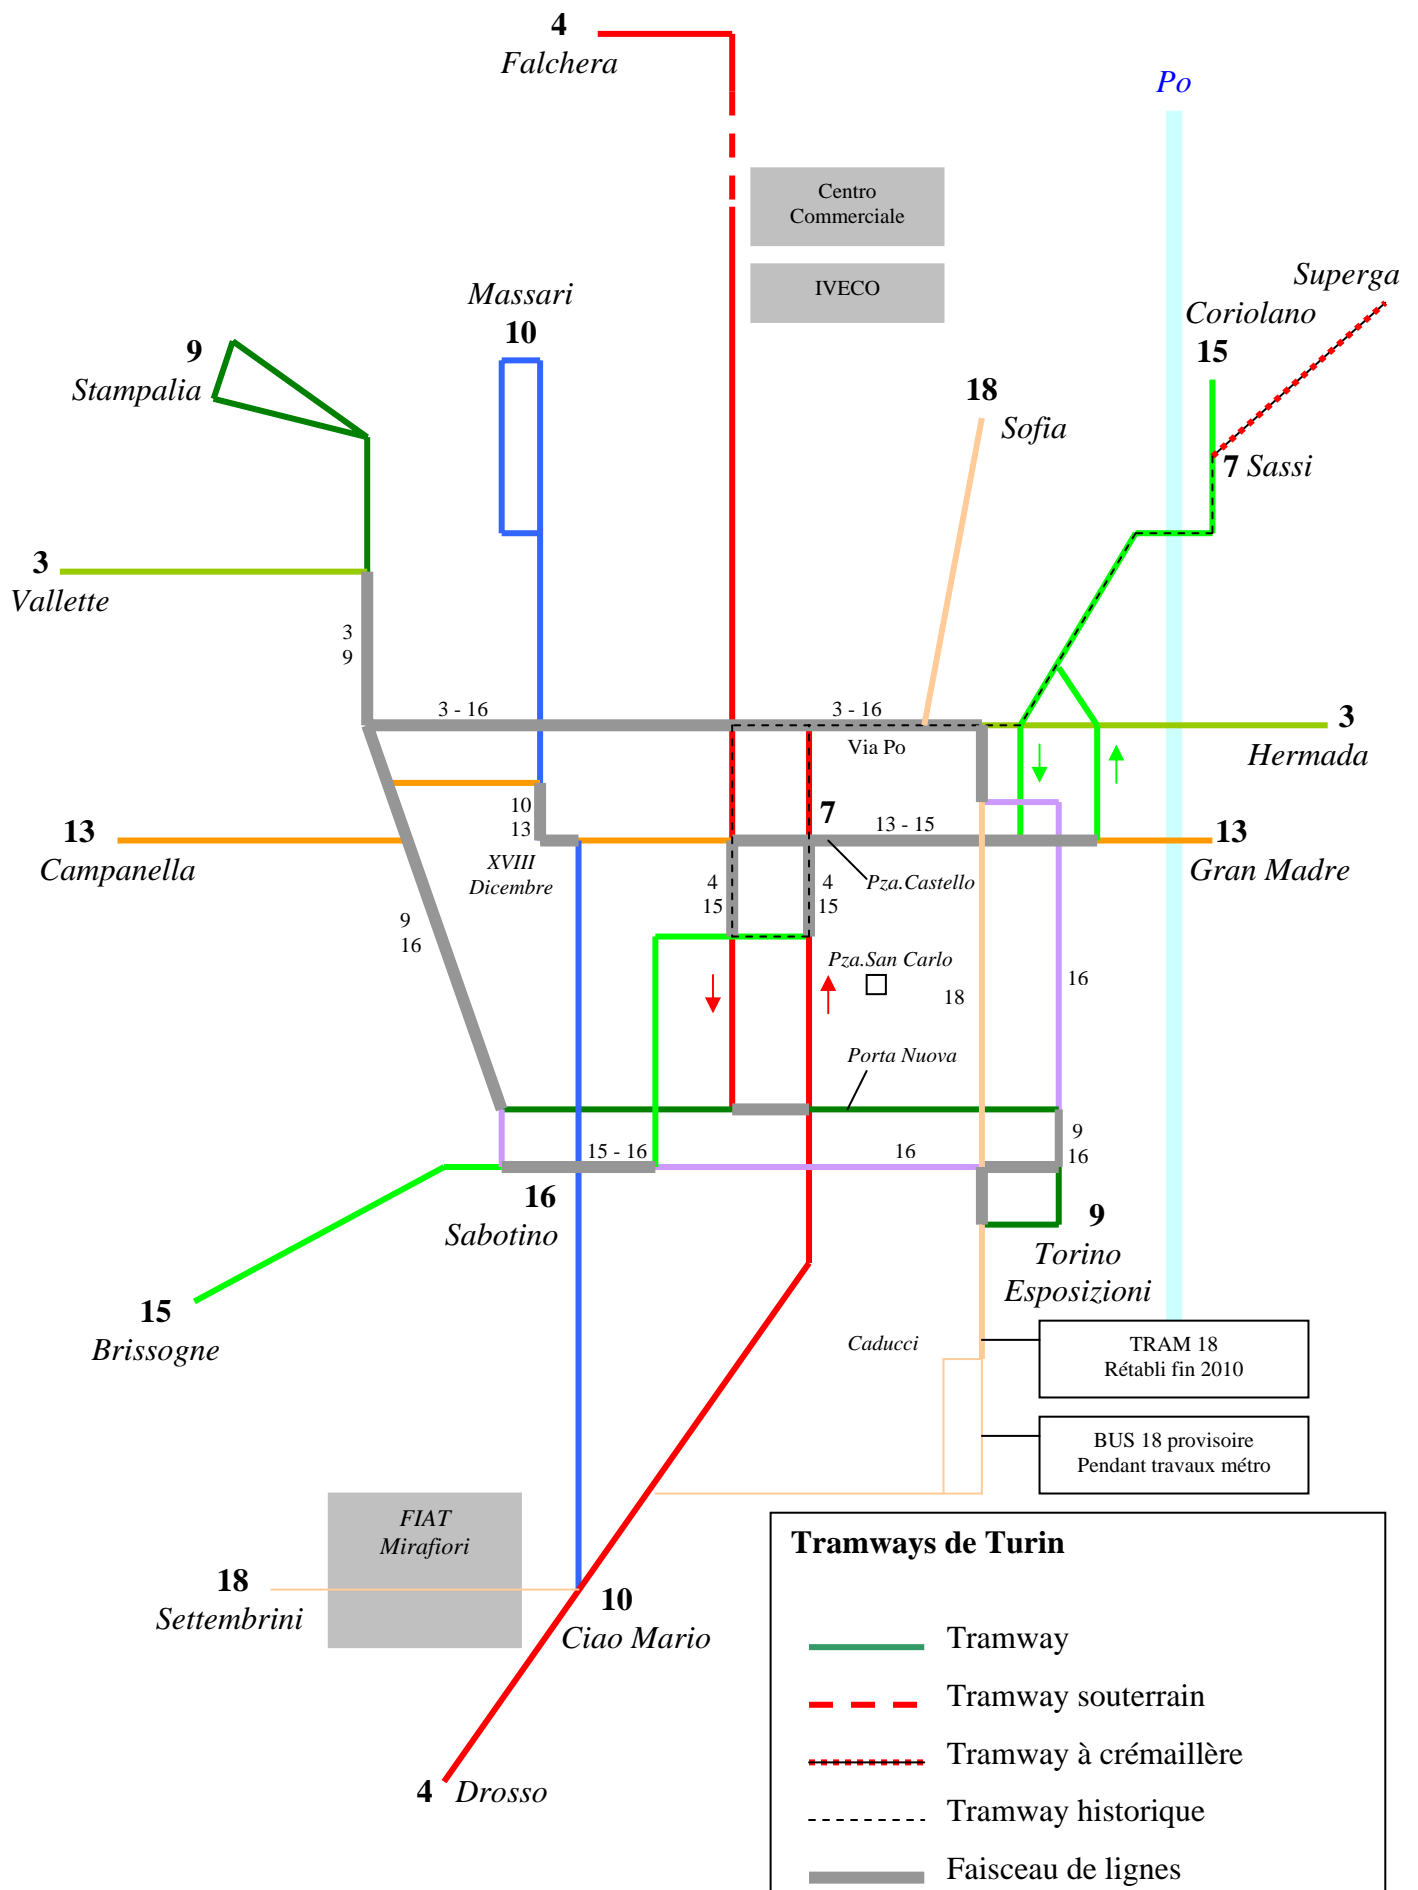 4
Falchera
Po
Centro
Commerciale
IVECO
Superga
Massari
10
Coriolano
15
9
Stampalia
18
Sofia
7 Sassi
3
Vallette
3
9
3 - 16
3 - 16
Via Po
3
Hermada
10
13
7
13 - 15
13
Campanella
XVIII
Dicembre
13
Gran Madre
4
15
4
15
Pza.Castello
9
16
Pza.San Carlo
18
16
Porta Nuova
15 - 16
16
9
16
16
Sabotino
9
Torino
Esposizioni
15
Brissogne
Caducci
TRAM 18
Rétabli fin 2010
BUS 18 provisoire
Pendant travaux métro
FIAT
Mirafiori
18
Settembrini
10
Ciao Mario
4 Drosso
Tramways de Turin
Tramway
Tramway souterrain
Tramway à crémaillère
Tramway historique
Faisceau de lignes